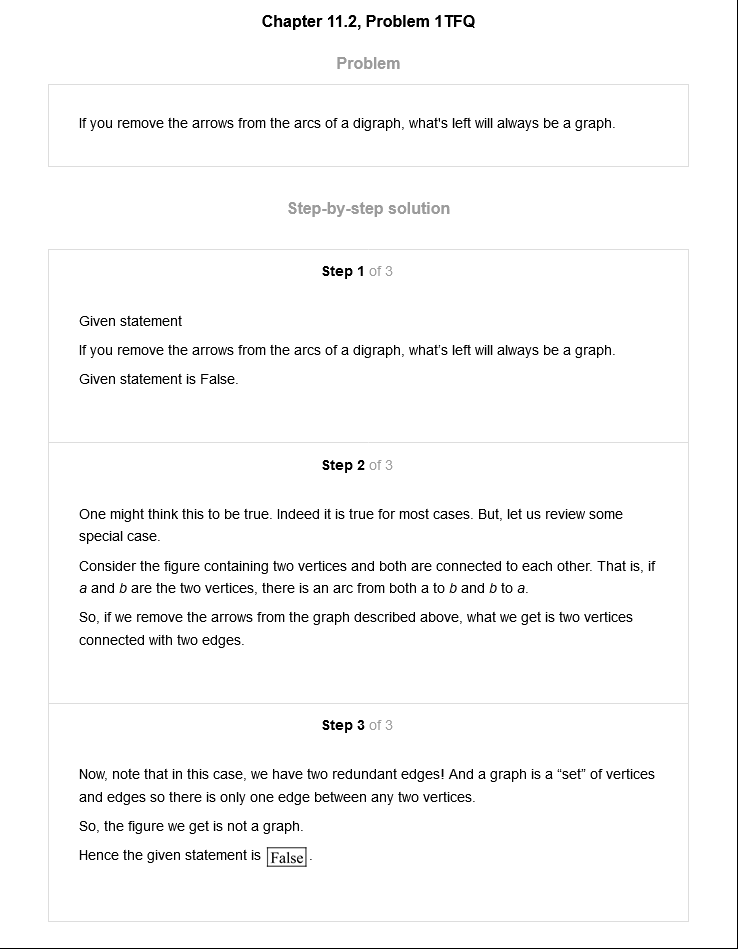 Chapter 11.2, Problem 1TFQ
Problem
If you remove the arrows from the arcs of a digraph, what's left will always be a graph.
Step-by-step solution
Step 1 of 3
Given statement
If you remove the arrows from the arcs of a digraph, what’s left will always be a graph.
Given statement is False.
Step 2 of 3
One might think this to be true. Indeed it is true for most cases. But, let us review some
special case.
Consider the figure containing two vertices and both are connected to each other. That is, if
a and b are the two vertices, there is an arc from both a to b and b to a.
So, if we remove the arrows from the graph described above, what we get is two vertices
connected with two edges.
Step 3 of 3
Now, note that in this case, we have two redundant edges! And a graph is a “set” of vertices
and edges so there is only one edge between any two vertices.
So, the figure we get is not a graph.
Hence the given statement is False.